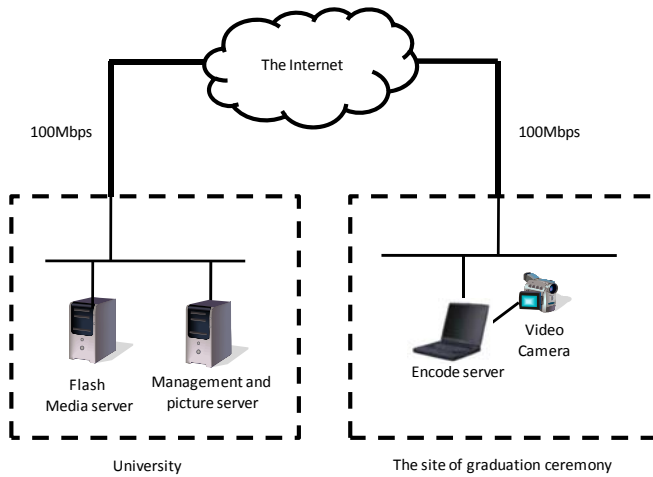 The Internet
100Mbps
100Mbps
Flash
Media server
Management and
picture server
Encode server
Video
Camera
University
The site of graduation ceremony